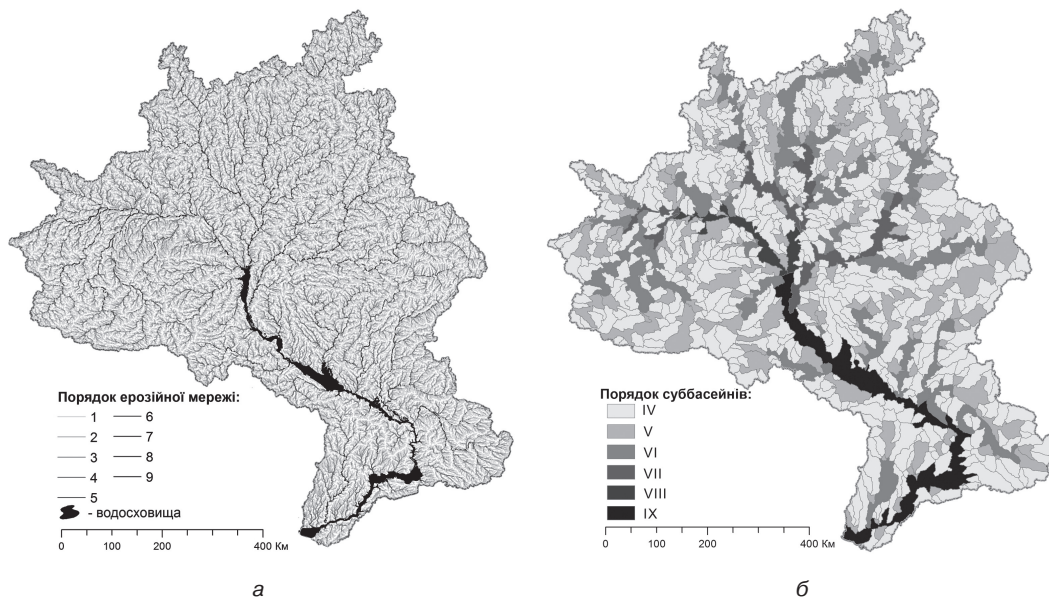 Порядок ерозійної мережі:
1 6
2 7
3 8
4 9
5
- водосховища
0 100 200 400 Км
а
Порядок суббасейнів:
IV
V
VI
VII
VIII
IX
0 100 200 400 Км
б